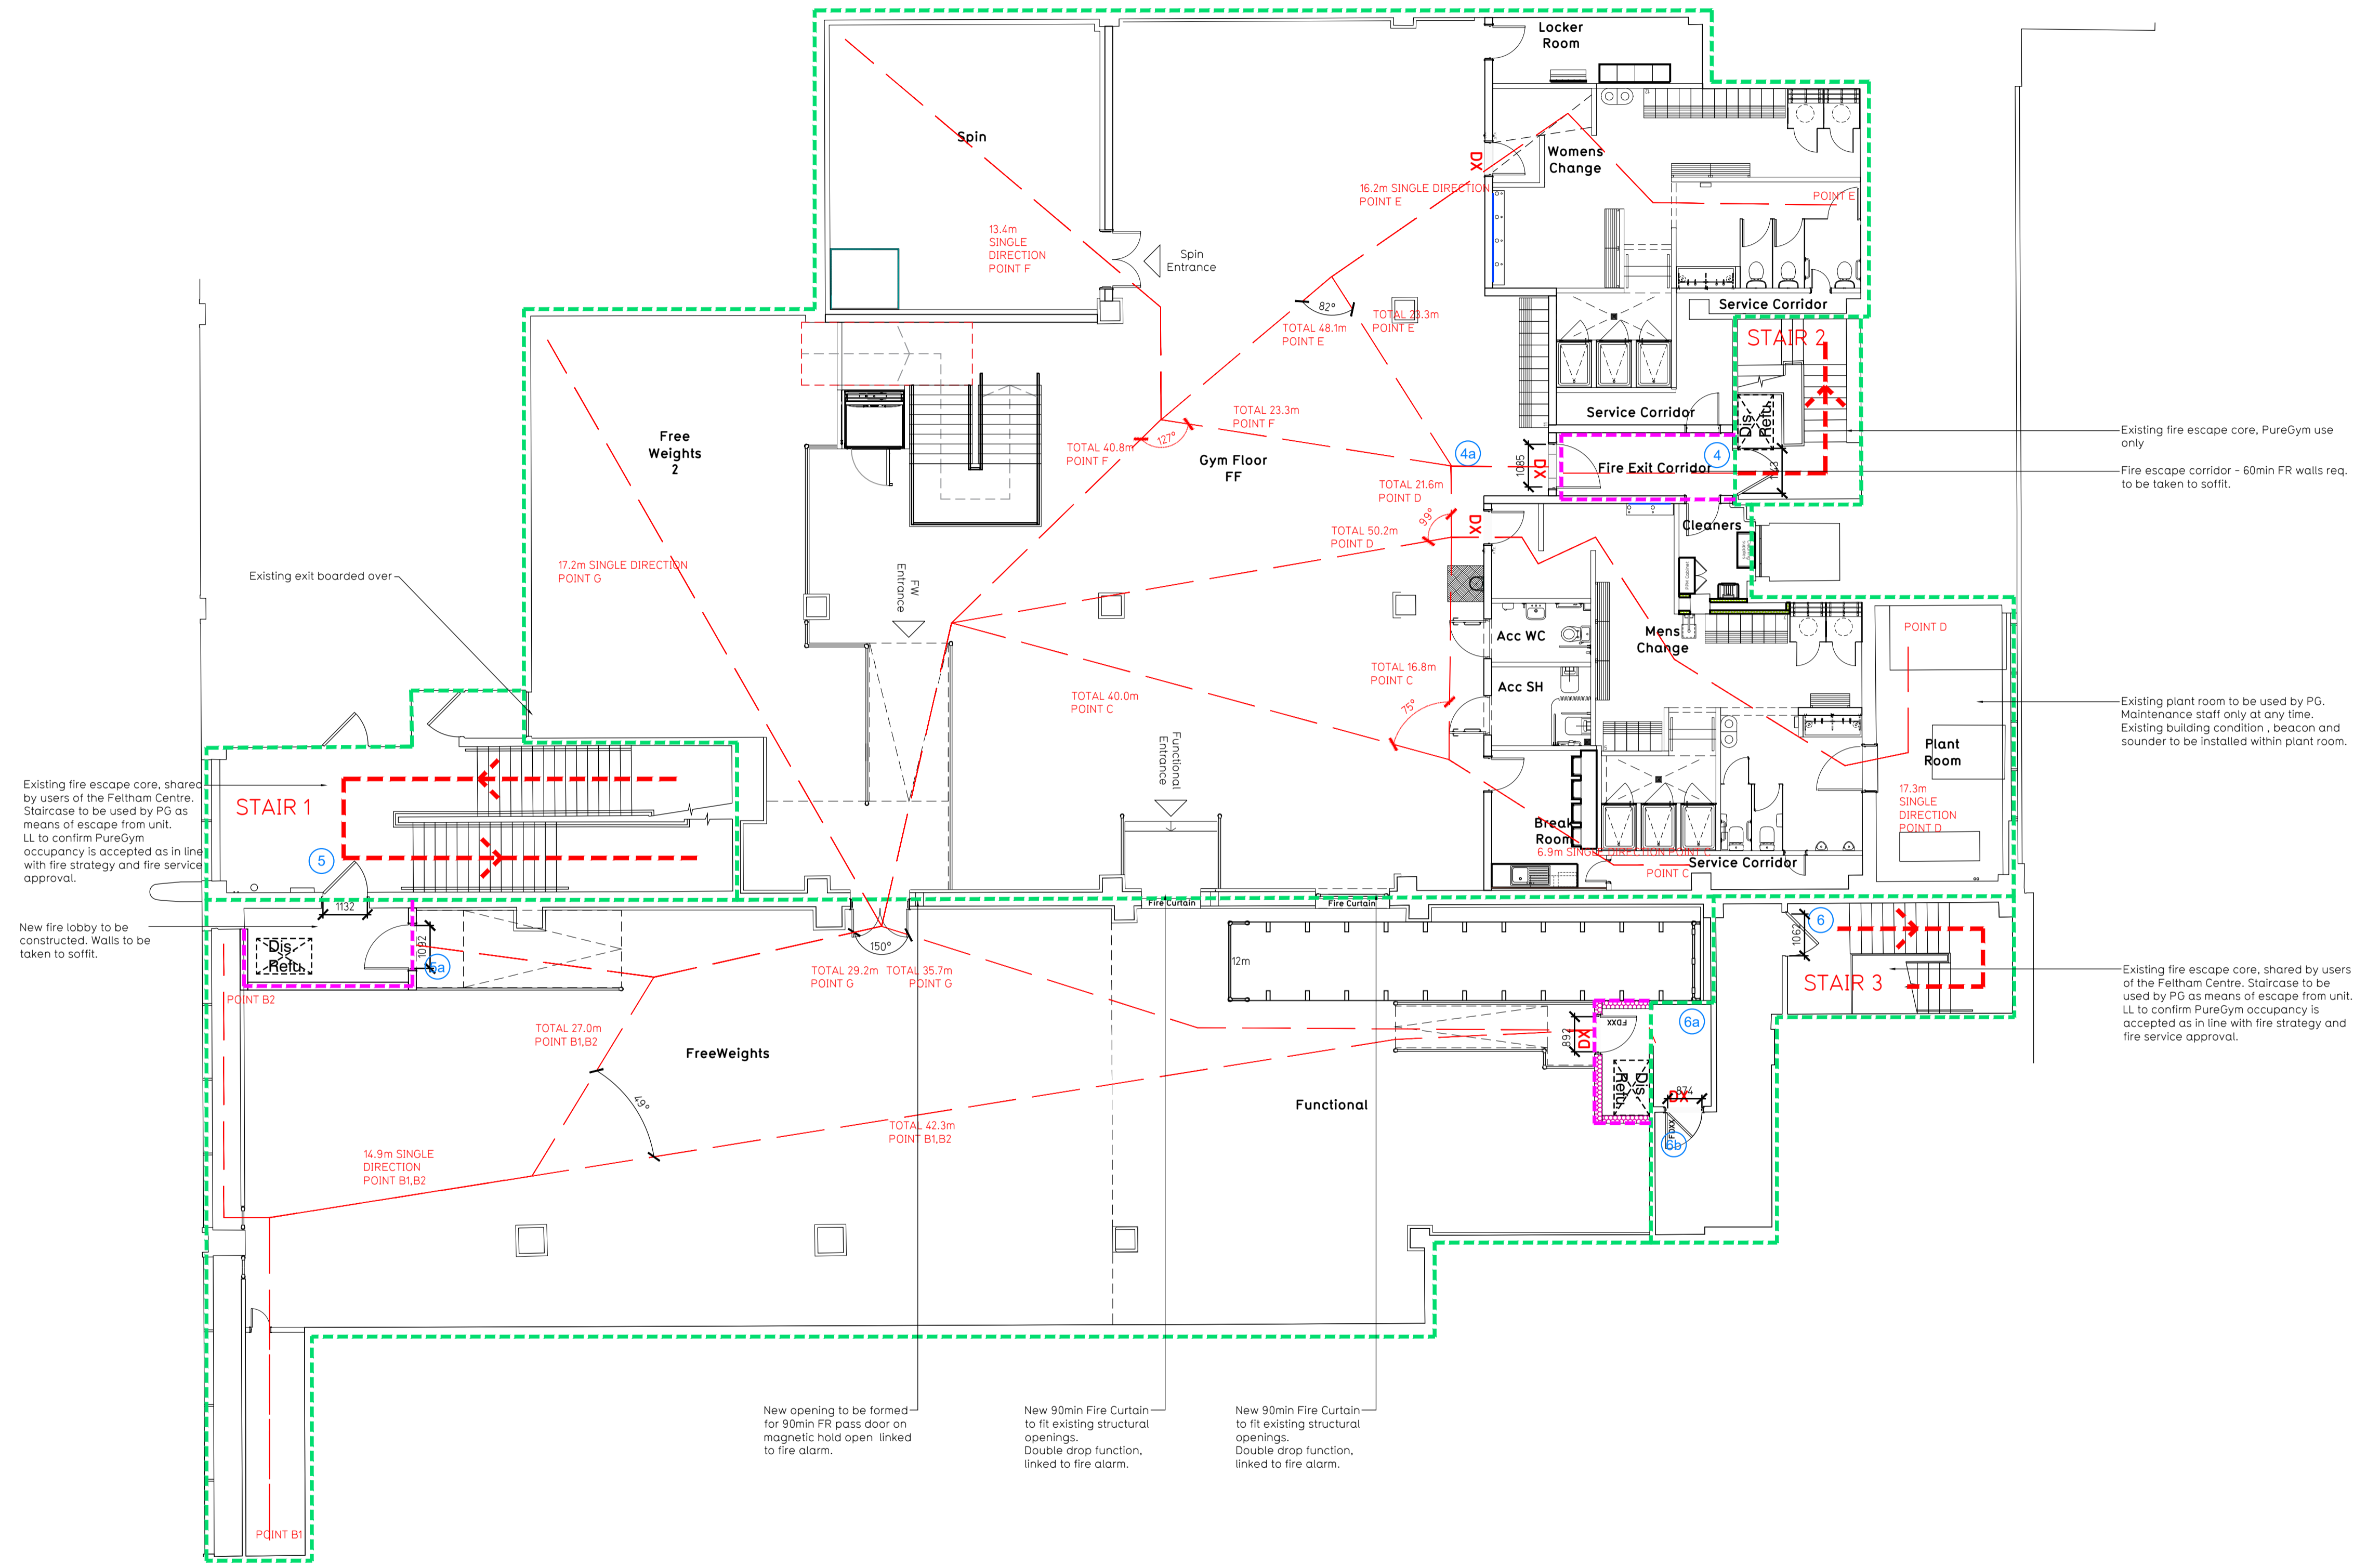 Locker
Room
Spin
Womens
Change
DX
16.2m SINGLE DIRECTION
POINT E
POINT E
13.4m
SINGLE
DIRECTION
POINT F
Spin
Entrance
82°
TOTAL 48.1m
POINT E
TOTAL 23.3m
POINT E
Service Corridor
STAIR 2
Dis.
Refu.
Service Corridor
TOTAL 23.3m
POINT F
127°
TOTAL 40.8m
POINT F
Free
Weights
2
Gym Floor
FF
4a
1085
DX
Fire Exit Corridor
4
Existing fire escape core, PureGym use
only
Fire escape corridor - 60min FR walls req.
to be taken to soffit.
TOTAL 21.6m
POINT D
99°
DX
TOTAL 50.2m
POINT D
Cleaners
17.2m SINGLE DIRECTION
POINT G
Existing exit boarded over
FW
Entrance
Acc WC
Mens
Change
POINT D
TOTAL 16.8m
POINT C
Acc SH
75°
TOTAL 40.0m
POINT C
Existing plant room to be used by PG.
Maintenance staff only at any time.
Existing building condition , beacon and
sounder to be installed within plant room.
Plant
Room
Functional
Entrance
17.3m
SINGLE
DIRECTION
POINT D
Existing fire escape core, shared
by users of the Feltham Centre.
Staircase to be used by PG as
means of escape from unit.
LL to confirm PureGym
occupancy is accepted as in line
with fire strategy and fire service
approval.
STAIR 1
5
Break
Room
6.9m SINGLE DIRECTION POINT C
Service Corridor
POINT C
1132
Fire Curtain
Fire Curtain
New fire lobby to be
constructed. Walls to be
taken to soffit.
Dis.
Refu.
1092
5a
150°
TOTAL 29.2m
POINT G
TOTAL 35.7m
POINT G
12m
1062
6
STAIR 3
Existing fire escape core, shared by users
of the Feltham Centre. Staircase to be
used by PG as means of escape from unit.
LL to confirm PureGym occupancy is
accepted as in line with fire strategy and
fire service approval.
POINT B2
TOTAL 27.0m
POINT B1,B2
FreeWeights
892
DX
FDXX
6a
Dis.
Refu.
874
DX
FDXX
6b
49°
Functional
TOTAL 42.3m
POINT B1,B2
14.9m SINGLE
DIRECTION
POINT B1,B2
New opening to be formed
for 90min FR pass door on
magnetic hold open linked
to fire alarm.
New 90min Fire Curtain
to fit existing structural
openings.
Double drop function,
linked to fire alarm.
New 90min Fire Curtain
to fit existing structural
openings.
Double drop function,
linked to fire alarm.
POINT B1